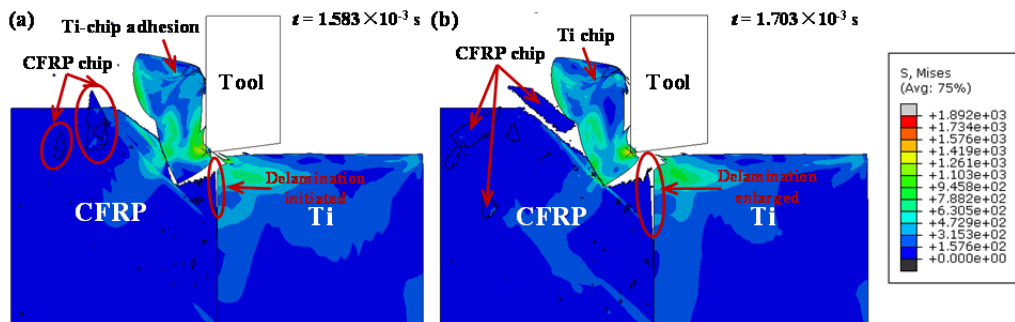 (a)
t = 1.583×10⁻³ s
Ti-chip adhesion
CFRP chip
Tool
Delamination
initiated
CFRP
Ti
(b)
t = 1.703×10⁻³ s
Ti chip
CFRP chip
Tool
Delamination
enlarged
CFRP
Ti
S, Mises
(Avg: 75%)
+1.892e+03
+1.734e+03
+1.576e+03
+1.419e+03
+1.261e+03
+1.103e+03
+9.458e+02
+7.882e+02
+6.305e+02
+4.729e+02
+3.153e+02
+1.576e+02
+0.000e+00